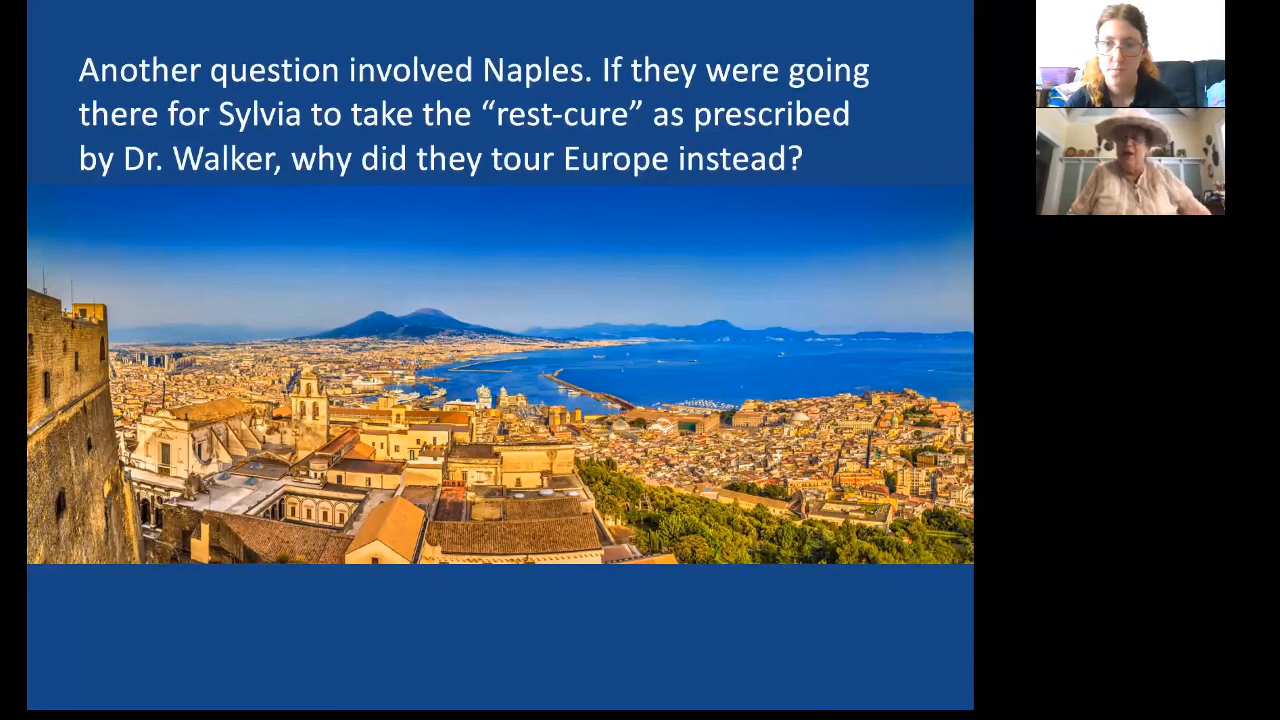 Another question involved Naples. If they were going
there for Sylvia to take the “rest-cure” as prescribed
by Dr. Walker, why did they tour Europe instead?